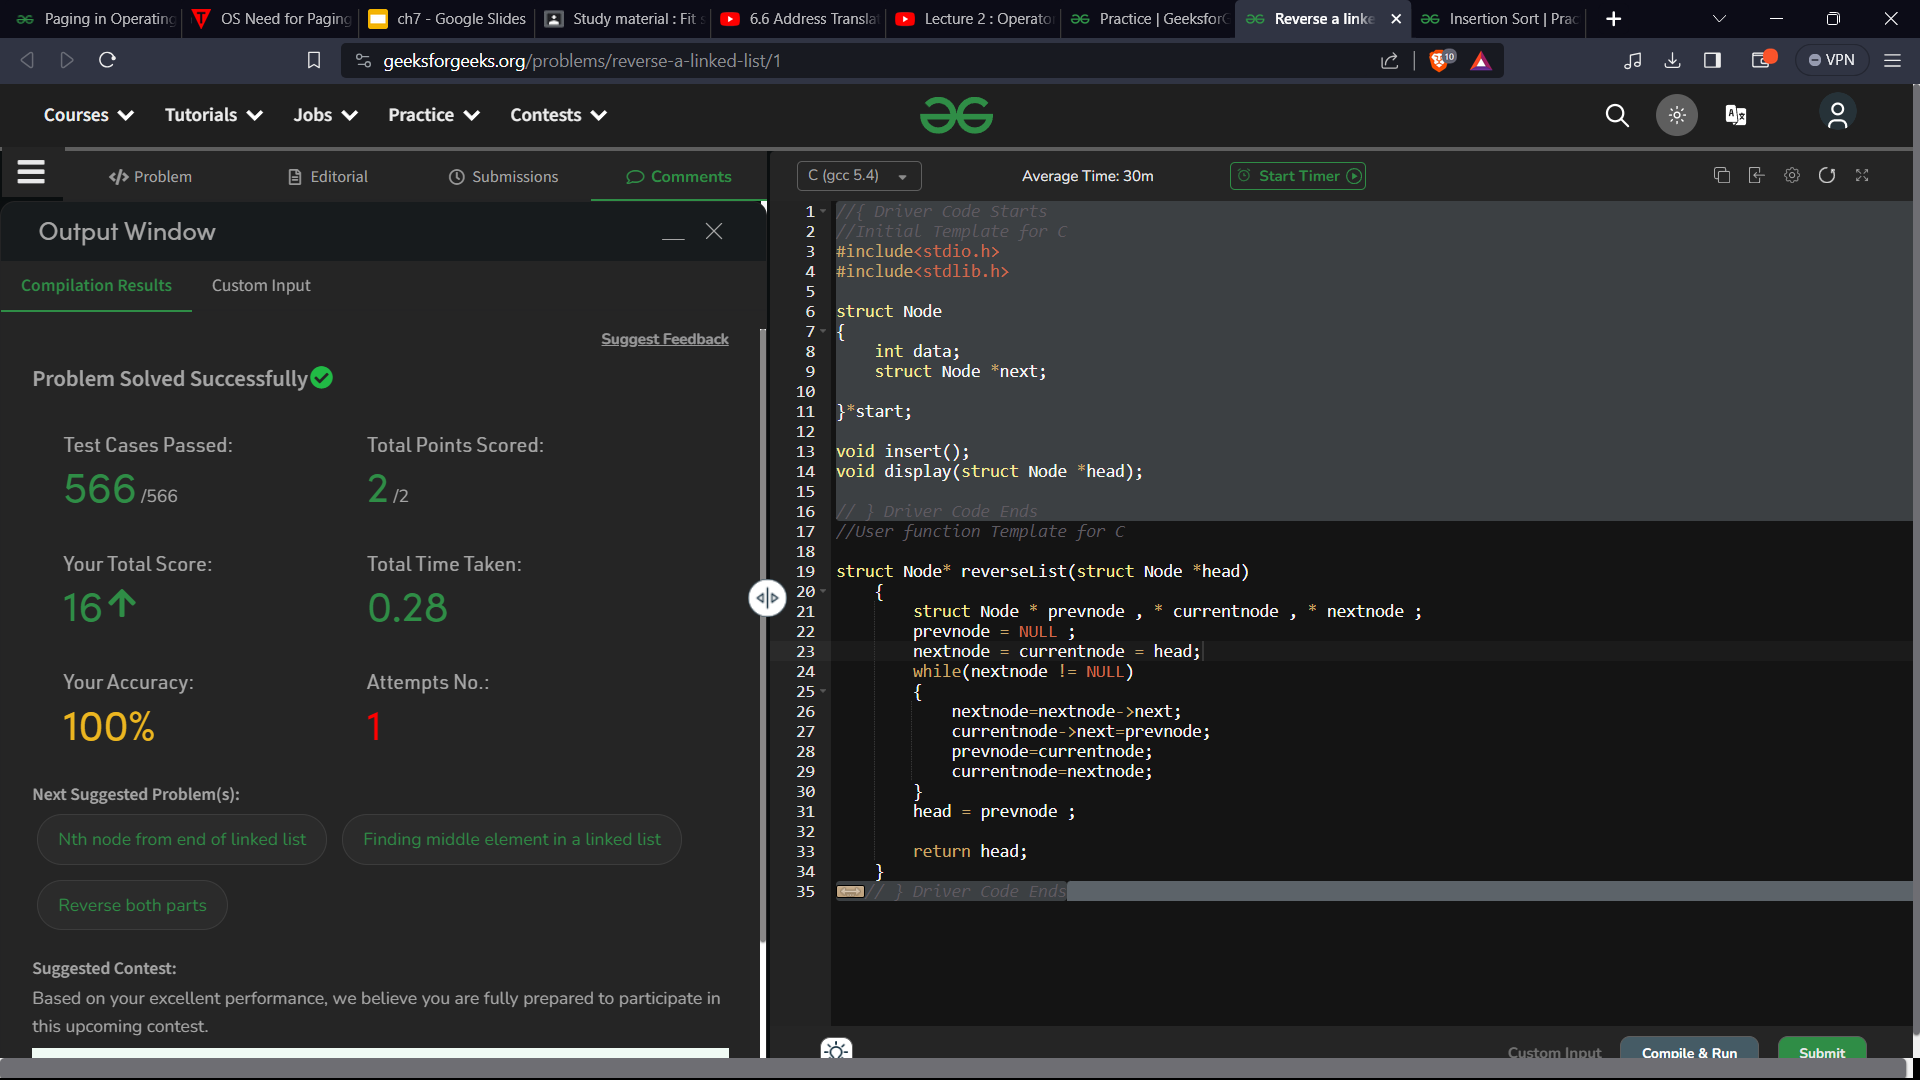 Paging in Operating
OS Need for Paging
ch7 - Google Slides
Study material : Fit s
6.6 Address Translat
Lecture 2 : Operato
Practice | GeeksforG
Reverse a linke
Insertion Sort | Prac
geeksforgeeks.org/problems/reverse-a-linked-list/1
10
VPN
Courses
Tutorials
Jobs
Practice
Contests
</> Problem
Editorial
Submissions
Comments
C (gcc 5.4)
Average Time: 30m
Start Timer
Output Window
Compilation Results
Custom Input
Suggest Feedback
Problem Solved Successfully
Test Cases Passed:
Total Points Scored:
566 /566
2 /2
Your Total Score:
Total Time Taken:
16
0.28
Your Accuracy:
Attempts No.:
100%
1
Next Suggested Problem(s):
Nth node from end of linked list
Finding middle element in a linked list
Reverse both parts
Suggested Contest:
Based on your excellent performance, we believe you are fully prepared to participate in
this upcoming contest.
1 //{ Driver Code Starts
2 //Initial Template for C
3 #include<stdio.h>
4 #include<stdlib.h>
5
6 struct Node
7 {
8 int data;
9 struct Node *next;
10
11 }*start;
12
13 void insert();
14 void display(struct Node *head);
15
16 // } Driver Code Ends
17 //User function Template for C
18
19 struct Node* reverseList(struct Node *head)
20 {
21 struct Node * prevnode , * currentnode , * nextnode ;
22 prevnode = NULL ;
23 nextnode = currentnode = head;
24 while(nextnode != NULL)
25 {
26 nextnode=nextnode->next;
27 currentnode->next=prevnode;
28 prevnode=currentnode;
29 currentnode=nextnode;
30 }
31 head = prevnode ;
32
33 return head;
34 }
35 // } Driver Code Ends
Custom Input
Compile & Run
Submit